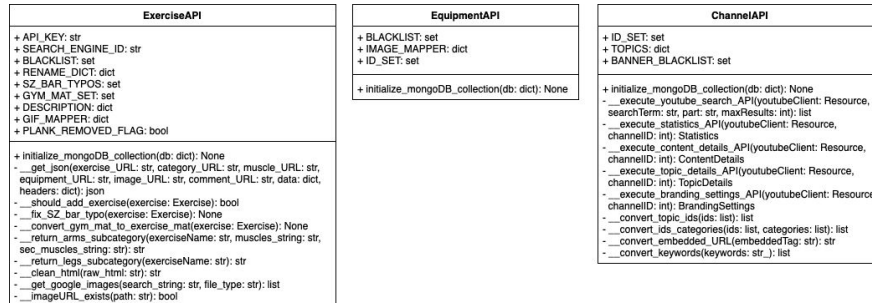 ExerciseAPI
+ API_KEY: str
+ SEARCH_ENGINE_ID: str
+ BLACKLIST: set
+ RENAME_DICT: dict
+ SZ_BAR_TYPOS: set
+ GYM_MAT_SET: set
+ DESCRIPTION: dict
+ GIF_MAPPER: dict
+ PLANK_REMOVED_FLAG: bool
+ initialize_mongoDB_collection(db: dict): None
- __get_json(exercise_URL: str, category_URL: str, muscle_URL: str,
equipment_URL: str, image_URL: str, comment_URL: str, data: dict,
headers: dict): json
- __should_add_exercise(exercise: Exercise): bool
- __fix_SZ_bar_typo(exercise: Exercise): None
- __convert_gym_mat_to_exercise_mat(exercise: Exercise): None
- __return_arms_subcategory(exerciseName: str, muscles_string: str,
sec_muscles_string: str): str
- __return_legs_subcategory(exerciseName: str): str
- __clean_html(raw_html: str): str
- __get_google_images(search_string: str, file_type: str): list
- __imageURL_exists(path: str): bool
EquipmentAPI
+ BLACKLIST: set
+ IMAGE_MAPPER: dict
+ ID_SET: set
+ initialize_mongoDB_collection(db: dict): None
ChannelAPI
+ ID_SET: set
+ TOPICS: dict
+ BANNER_BLACKLIST: set
+ initialize_mongoDB_collection(db: dict): None
- __execute_youtube_search_API(youtubeClient: Resource,
searchTerm: str, part: str, maxResults: int): list
- __execute_statistics_API(youtubeClient: Resource,
channelID: int): Statistics
- __execute_content_details_API(youtubeClient: Resource,
channelID: int): ContentDetails
- __execute_topic_details_API(youtubeClient: Resource,
channelID: int): TopicDetails
- __execute_branding_settings_API(youtubeClient: Resource
channelID: int): BrandingSettings
- __convert_topic_ids(ids: list): list
- __convert_ids_categories(ids: list, categories: list): list
- __convert_embedded_URL(embeddedTag: str): str
- __convert_keywords(keywords: str_): list